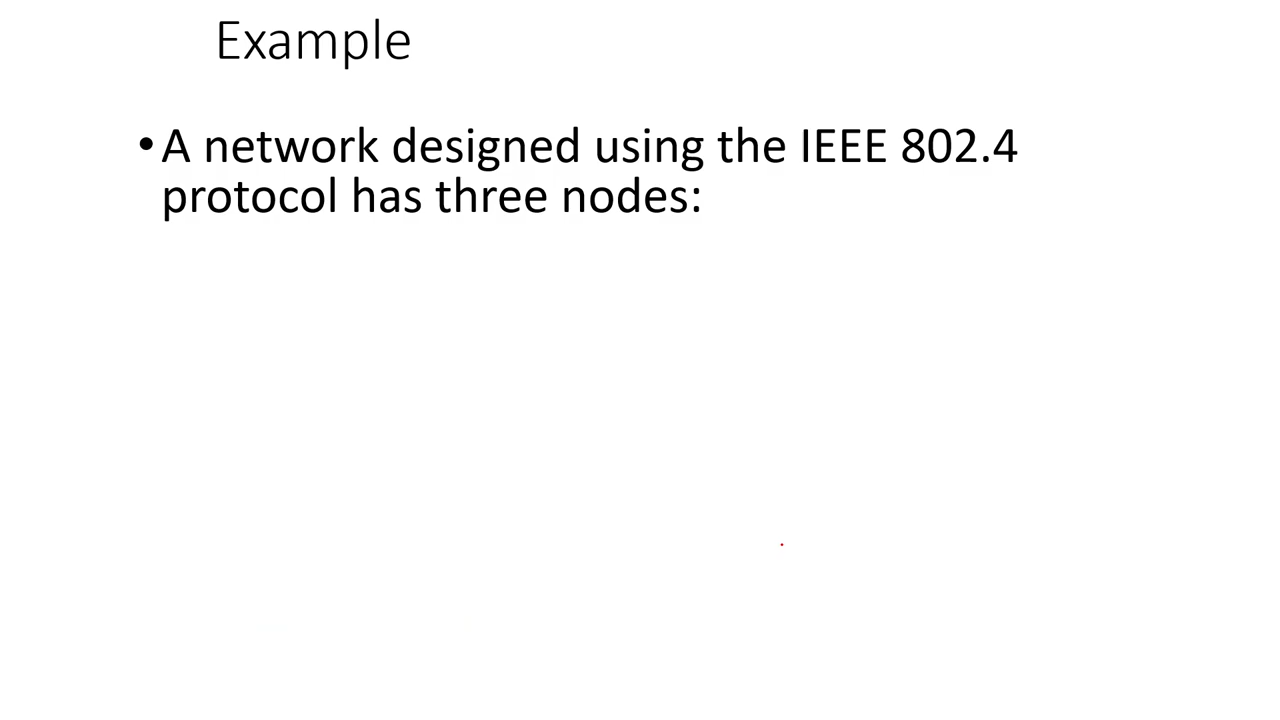 Example
•A network designed using the IEEE 802.4
protocol has three nodes: